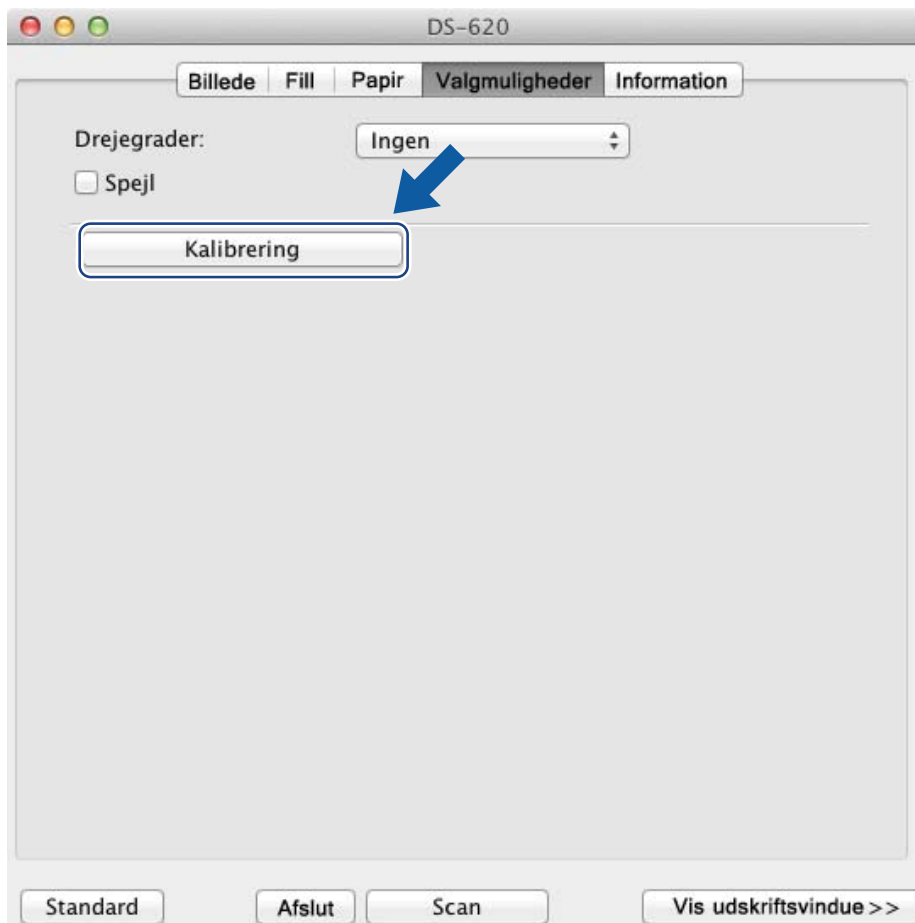 DS-620
Billede Fill Papir Valgmuligheder Information
Drejegrader: Ingen
Spejl
Kalibrering
Standard Afslut Scan Vis udskriftsvindue >>